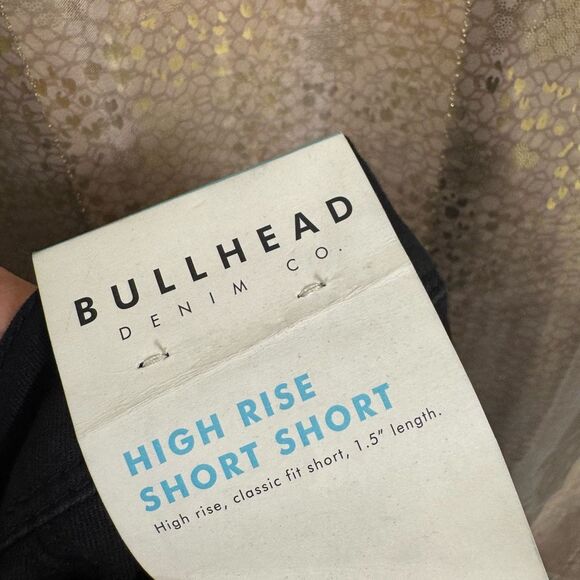 BULLHEAD
DENIM CO.
HIGH RISE
SHORT SHORT
High rise, classic fit short, 1.5" length.